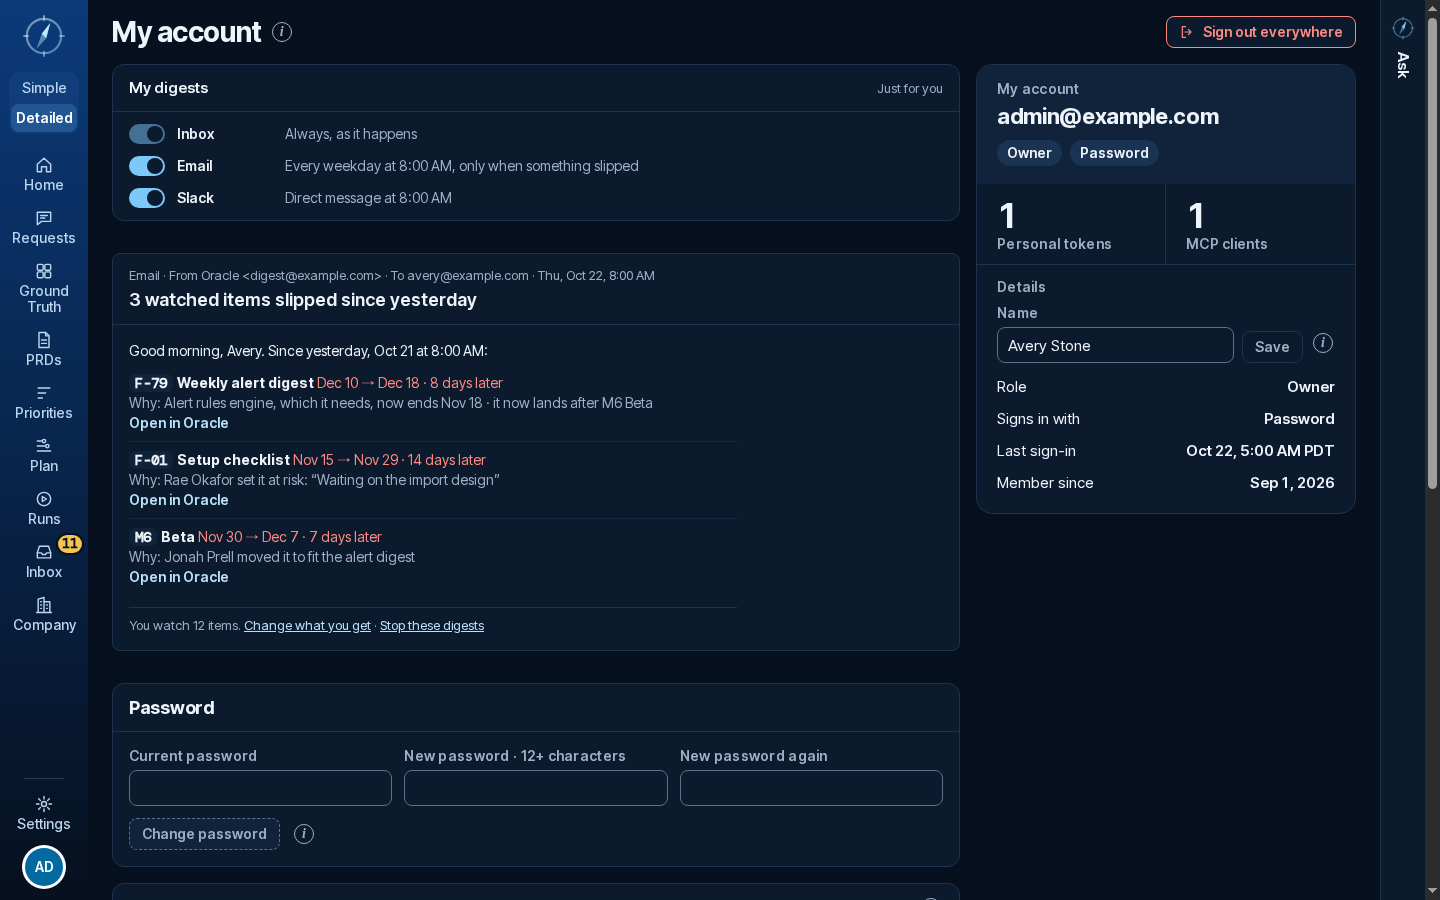 Simple
Detailed
Home
Requests
Ground
Truth
PRDs
Priorities
Plan
Runs
11
Inbox
Company
Settings
AD
My account
Sign out everywhere
My digests
Just for you
Inbox Always, as it happens
Email Every weekday at 8:00 AM, only when something slipped
Slack Direct message at 8:00 AM
Email · From Oracle <digest@example.com> · To avery@example.com · Thu, Oct 22, 8:00 AM
3 watched items slipped since yesterday
Good morning, Avery. Since yesterday, Oct 21 at 8:00 AM:
F-79 Weekly alert digest Dec 10 → Dec 18 · 8 days later
Why: Alert rules engine, which it needs, now ends Nov 18 · it now lands after M6 Beta
Open in Oracle
F-01 Setup checklist Nov 15 → Nov 29 · 14 days later
Why: Rae Okafor set it at risk: “Waiting on the import design”
Open in Oracle
M6 Beta Nov 30 → Dec 7 · 7 days later
Why: Jonah Prell moved it to fit the alert digest
Open in Oracle
You watch 12 items. Change what you get · Stop these digests
Password
Current password
New password · 12+ characters
New password again
Change password
My account
admin@example.com
Owner Password
1 1
Personal tokens MCP clients
Details
Name
Avery Stone
Save
Role Owner
Signs in with Password
Last sign-in Oct 22, 5:00 AM PDT
Member since Sep 1, 2026
Ask